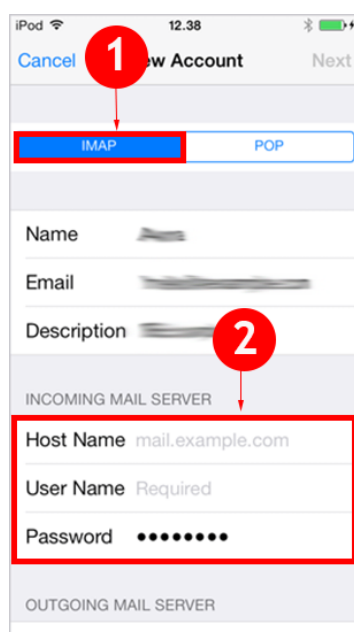 iPod 12.38
Cancel 1 ew Account Next
IMAP POP
Name
Email
Description
2
INCOMING MAIL SERVER
Host Name mail.example.com
User Name Required
Password ●●●●●●●●
OUTGOING MAIL SERVER